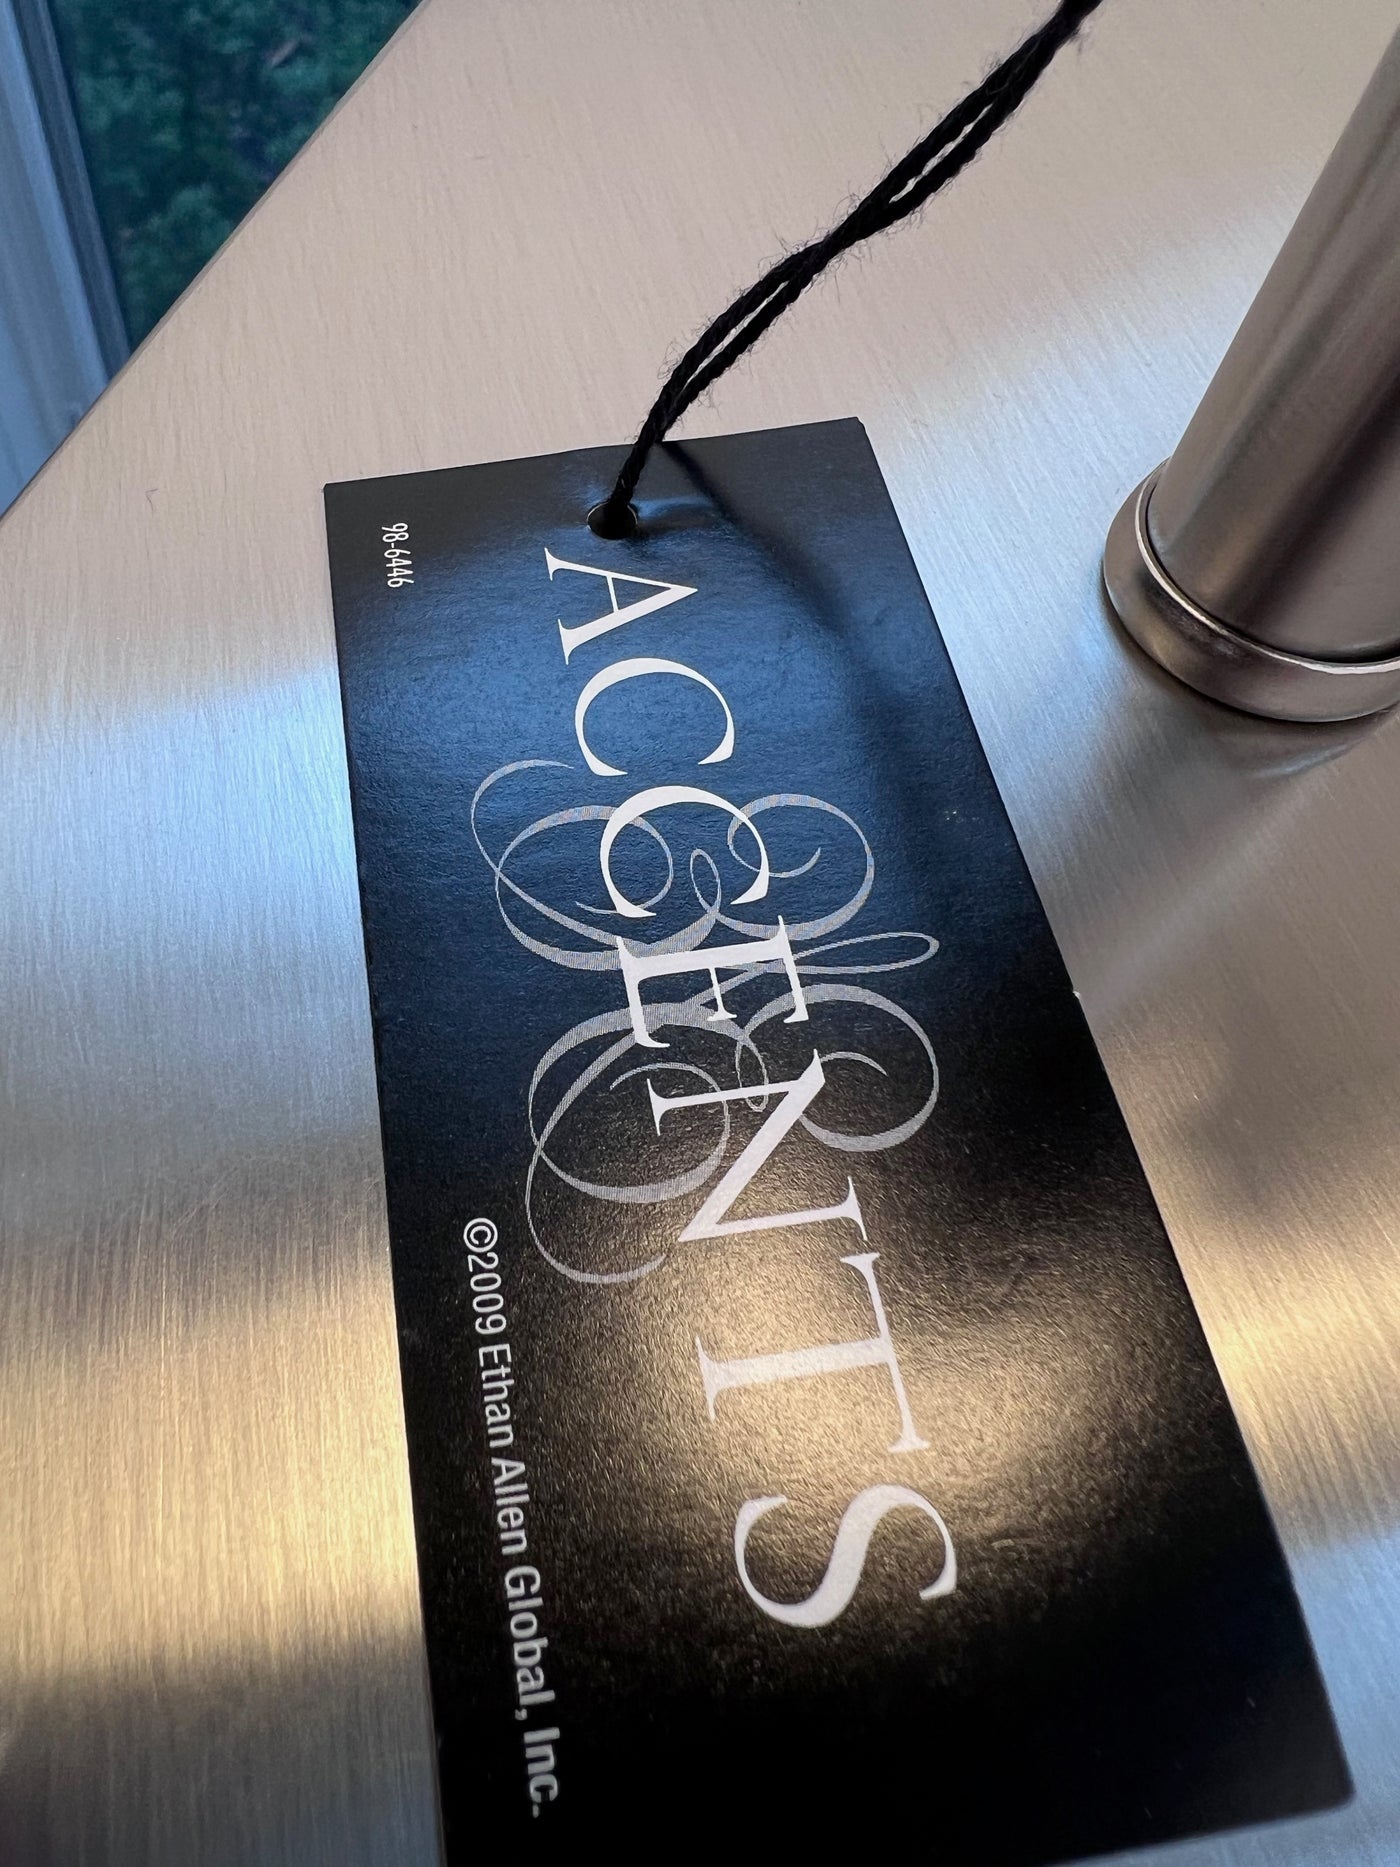 98-6446
ACCENTS
©2009 Ethan Allen Global, Inc.